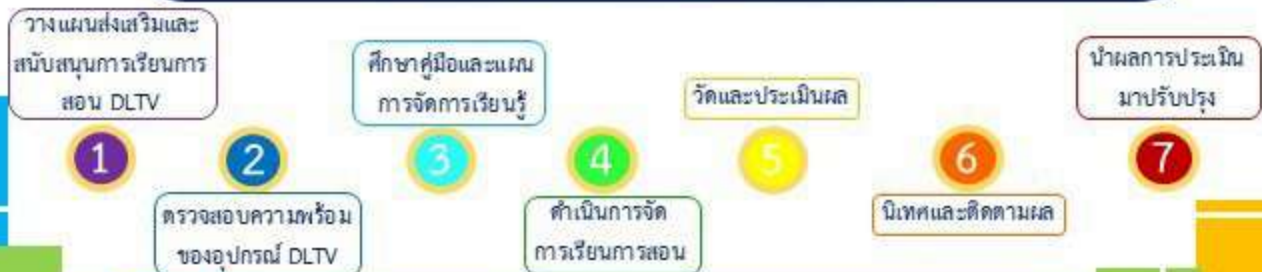 วางแผนส่งเสริมและ
สนับสนุนการเรียนการ
สอน DLTV
1
ตรวจสอบความพร้อม
ของอุปกรณ์ DLTV
2
ศึกษาคู่มือและแผน
การจัดการเรียนรู้
3
ดำเนินการจัด
การเรียนการสอน
4
วัดและประเมินผล
5
นิเทศและติดตามผล
6
นำผลการประเมิน
มาปรับปรุง
7